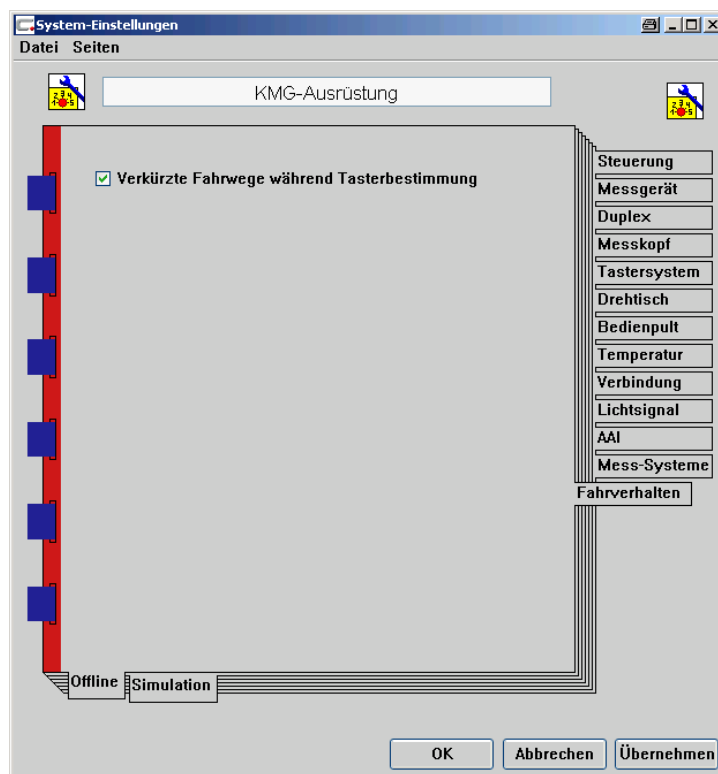 System-Einstellungen
Datei Seiten
KMG-Ausrüstung
Verkürzte Fahrwege während Tasterbestimmung
Steuerung
Messgerät
Duplex
Messkopf
Tastersystem
Drehtisch
Bedienpult
Temperatur
Verbindung
Lichtsignal
AAI
Mess-Systeme
Fahrverhalten
Offline Simulation
OK Abbrechen Übernehmen